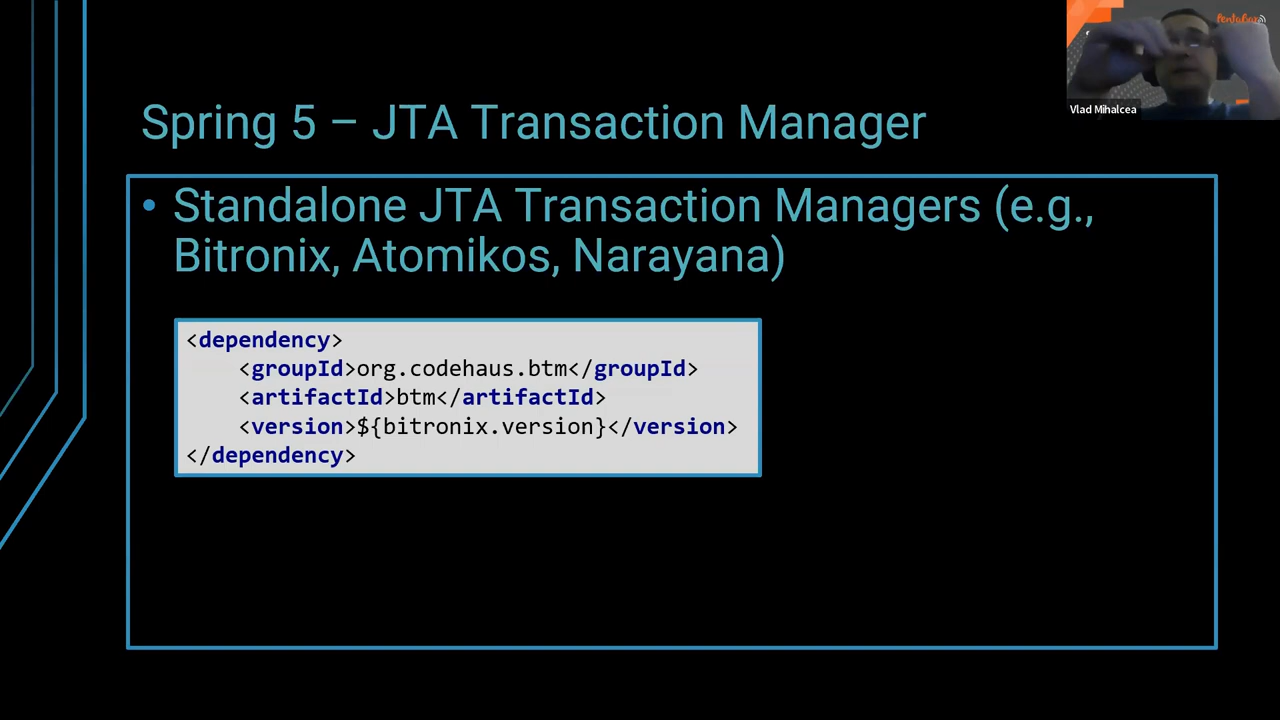 Spring 5 – JTA Transaction Manager
• Standalone JTA Transaction Managers (e.g.,
Bitronix, Atomikos, Narayana)
<dependency>
    <groupId>org.codehaus.btm</groupId>
    <artifactId>btm</artifactId>
    <version>${bitronix.version}</version>
</dependency>
Vlad Mihalcea